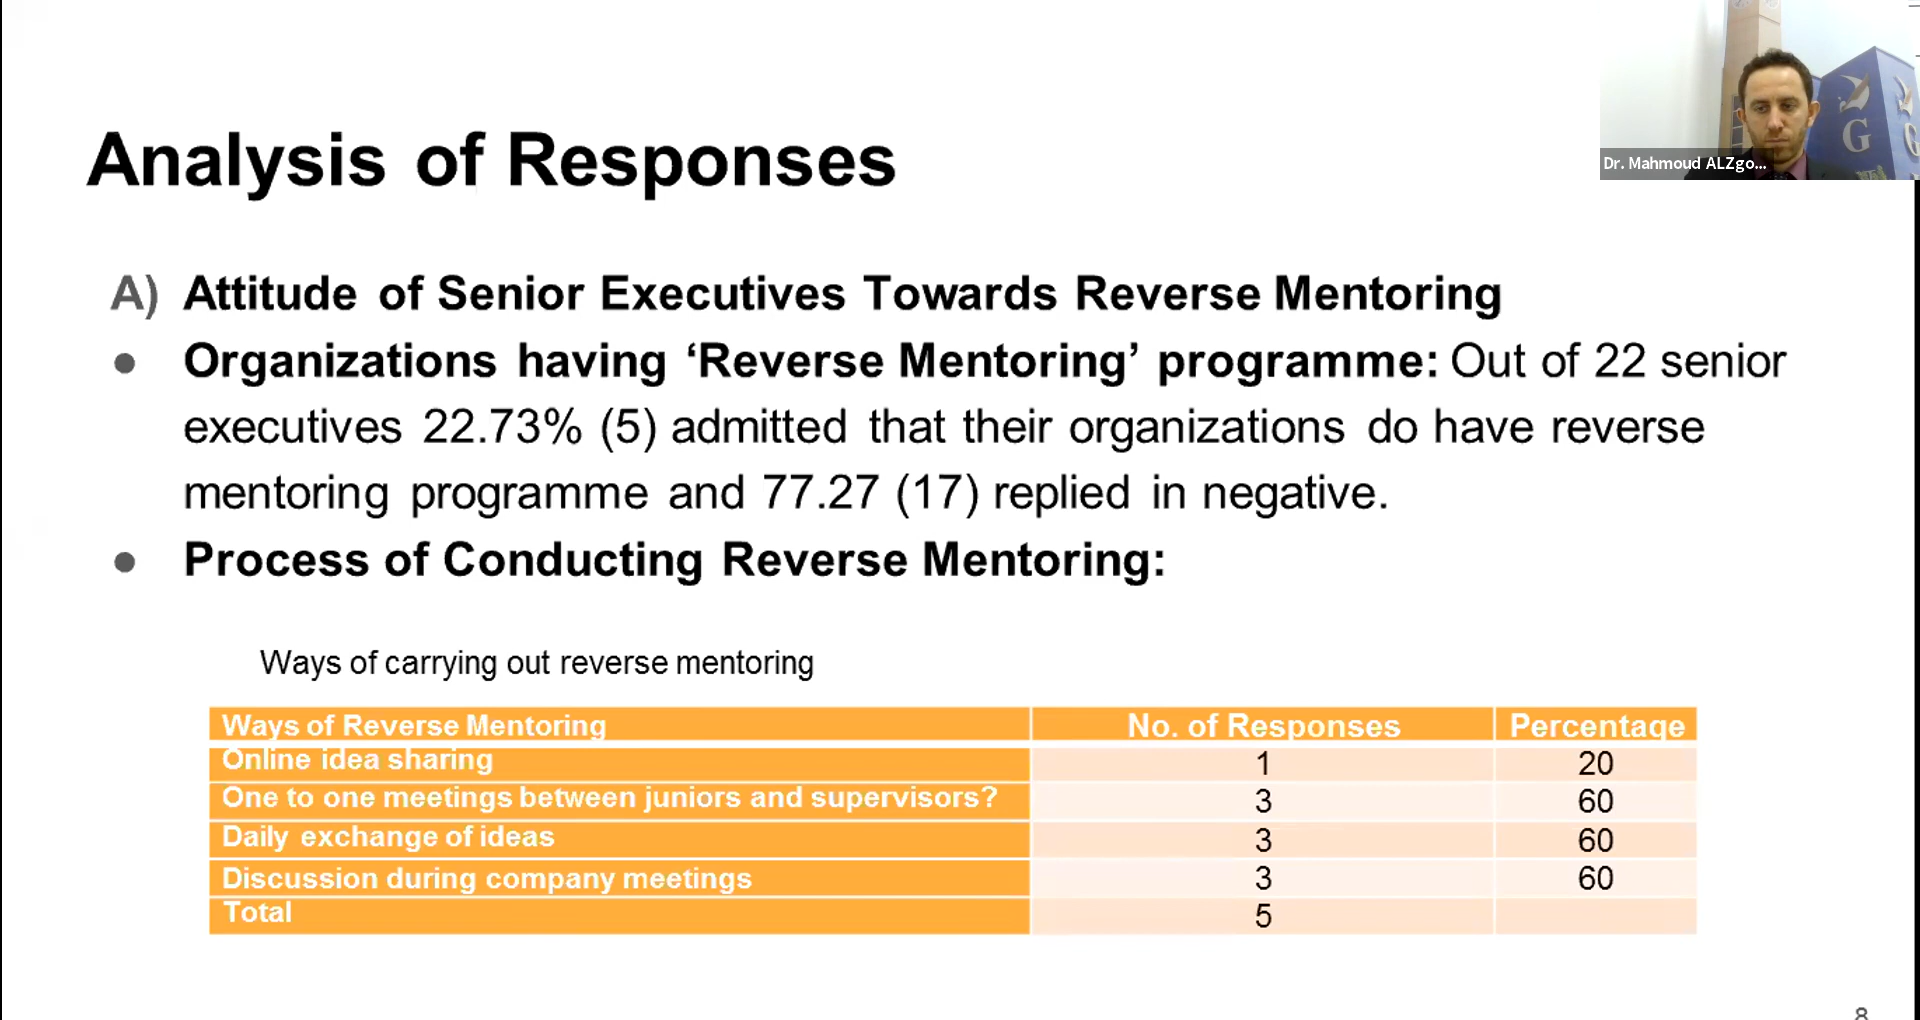 Analysis of Responses
Dr. Mahmoud ALZgo...
G
G
A) Attitude of Senior Executives Towards Reverse Mentoring
● Organizations having ‘Reverse Mentoring’ programme: Out of 22 senior
executives 22.73% (5) admitted that their organizations do have reverse
mentoring programme and 77.27 (17) replied in negative.
● Process of Conducting Reverse Mentoring:
Ways of carrying out reverse mentoring
Ways of Reverse Mentoring No. of Responses Percentage
Online idea sharing 1 20
One to one meetings between juniors and supervisors? 3 60
Daily exchange of ideas 3 60
Discussion during company meetings 3 60
Total 5
8